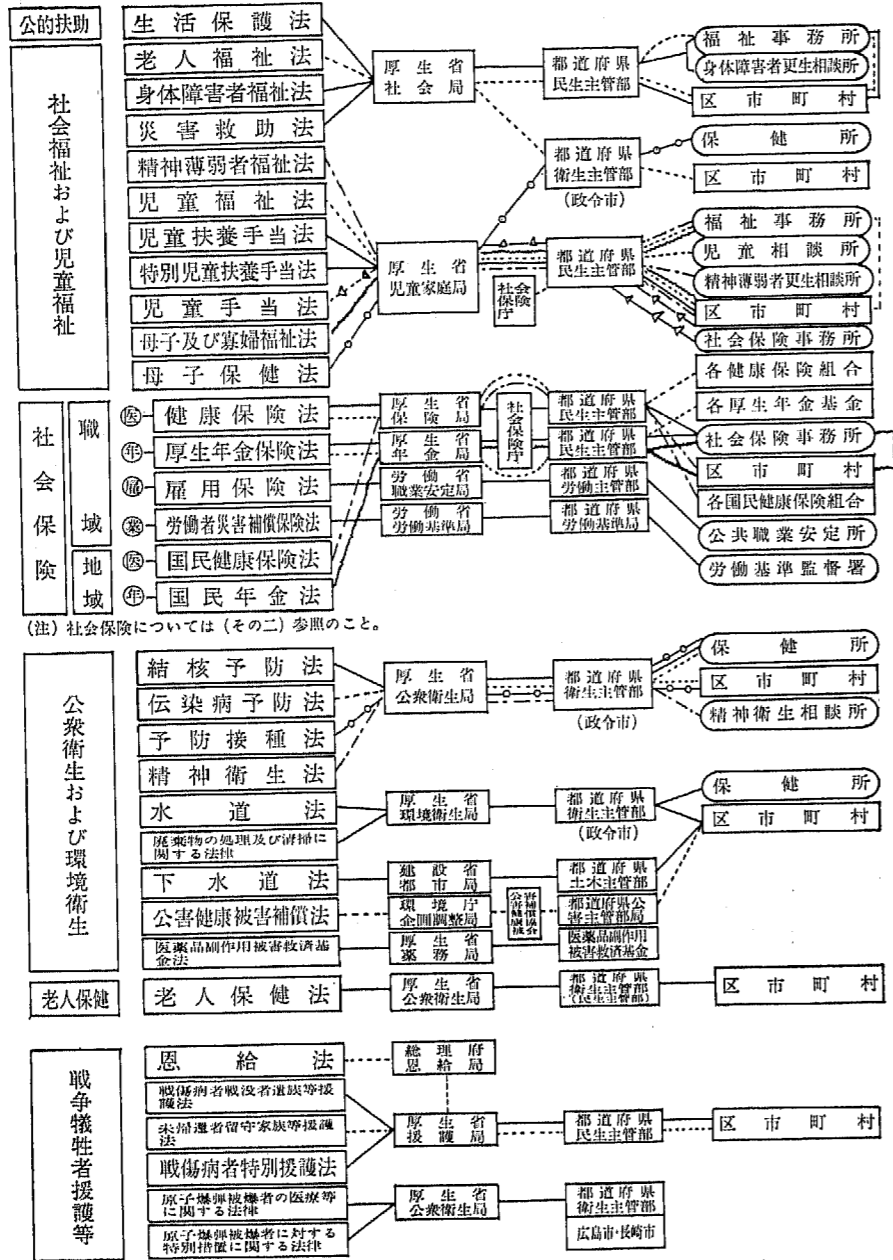 公的扶助
生活保護法
社会福祉および児童福祉
老人福祉法
身体障害者福祉法
災害救助法
精神薄弱者福祉法
児童福祉法
児童扶養手当法
特別児童扶養手当法
児童手当法
母子及び寡婦福祉法
母子保健法
厚生省
社会局
都道府県
民生主管部
福祉事務所
身体障害者更生相談所
区市町村
都道府県
衛生主管部
(政令市)
保健所
区市町村
厚生省
児童家庭局
社会保険庁
都道府県
民生主管部
福祉事務所
児童相談所
精神薄弱者更生相談所
区市町村
社会保険事務所
社会保険
職域
地域
医 健康保険法
年 厚生年金保険法
雇 雇用保険法
業 労働者災害補償保険法
医 国民健康保険法
年 国民年金法
厚生省
保険局
厚生省
年金局
労働省
職業安定局
労働省
労働基準局
社会保険庁
都道府県
民生主管部
都道府県
民生主管部
都道府県
労働主管部
都道府県
労働基準局
各健康保険組合
各厚生年金基金
社会保険事務所
区市町村
各国民健康保険組合
公共職業安定所
労働基準監督署
(注) 社会保険については (その二) 参照のこと。
公衆衛生および環境衛生
結核予防法
伝染病予防法
予防接種法
精神衛生法
水道法
廃棄物の処理及び清掃に
関する法律
下水道法
公害健康被害補償法
医薬品副作用被害救済基
金法
厚生省
公衆衛生局
都道府県
衛生主管部
(政令市)
保健所
区市町村
精神衛生相談所
厚生省
環境衛生局
都道府県
衛生主管部
(政令市)
保健所
区市町村
建設省
都市局
都道府県
土木主管部
環境庁
企画調整局
公害健康被害補償協会
都道府県公
害主管部局
厚生省
薬務局
医薬品副作用
被害救済基金
老人保健
老人保健法
厚生省
公衆衛生局
都道府県
衛生主管部
(民生主管部)
区市町村
戦争犠牲者援護等
恩給法
戦傷病者戦没者遺族等援
護法
未帰還者留守家族等援護
法
戦傷病者特別援護法
原子爆弾被爆者の医療等
に関する法律
原子爆弾被爆者に対する
特別措置に関する法律
総理府
恩給局
厚生省
援護局
都道府県
民生主管部
区市町村
厚生省
公衆衛生局
都道府県
衛生主管部
広島市・長崎市